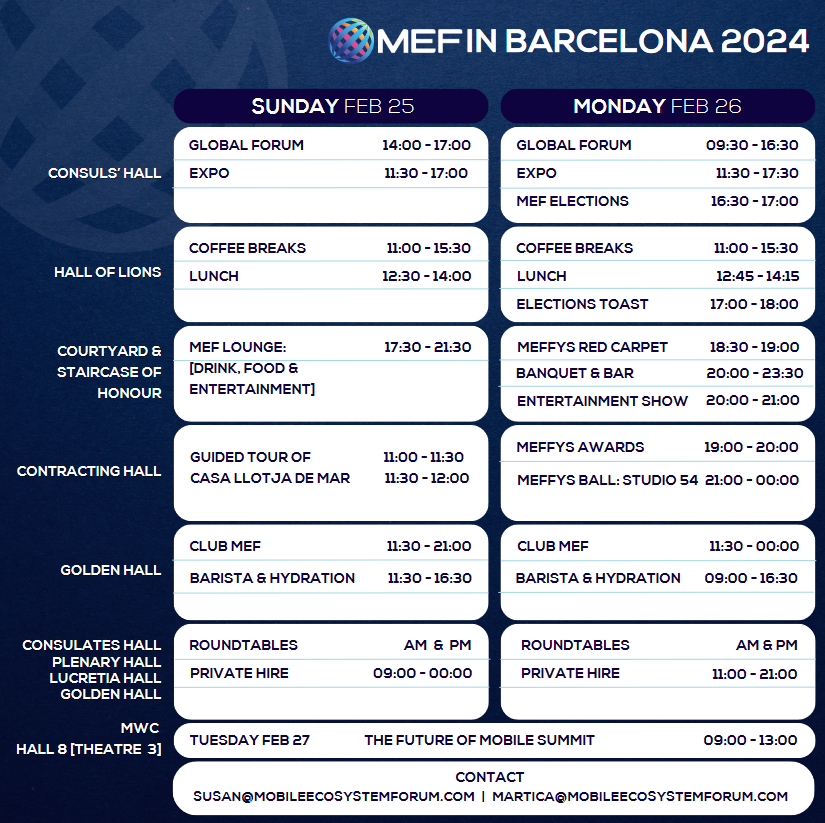 MEF IN BARCELONA 2024
SUNDAY FEB 25
MONDAY FEB 26
CONSULS' HALL
GLOBAL FORUM 14:00 - 17:00
EXPO 11:30 - 17:00
GLOBAL FORUM 09:30 - 16:30
EXPO 11:30 - 17:30
MEF ELECTIONS 16:30 - 17:00
HALL OF LIONS
COFFEE BREAKS 11:00 - 15:30
LUNCH 12:30 - 14:00
COFFEE BREAKS 11:00 - 15:30
LUNCH 12:45 - 14:15
ELECTIONS TOAST 17:00 - 18:00
COURTYARD &
STAIRCASE OF
HONOUR
MEF LOUNGE: 17:30 - 21:30
[DRINK, FOOD &
ENTERTAINMENT]
MEFFYS RED CARPET 18:30 - 19:00
BANQUET & BAR 20:00 - 23:30
ENTERTAINMENT SHOW 20:00 - 21:00
CONTRACTING HALL
GUIDED TOUR OF 11:00 - 11:30
CASA LLOTJA DE MAR 11:30 - 12:00
MEFFYS AWARDS 19:00 - 20:00
MEFFYS BALL: STUDIO 54 21:00 - 00:00
GOLDEN HALL
CLUB MEF 11:30 - 21:00
BARISTA & HYDRATION 11:30 - 16:30
CLUB MEF 11:30 - 00:00
BARISTA & HYDRATION 09:00 - 16:30
CONSULATES HALL
PLENARY HALL
LUCRETIA HALL
GOLDEN HALL
ROUNDTABLES AM & PM
PRIVATE HIRE 09:00 - 00:00
ROUNDTABLES AM & PM
PRIVATE HIRE 11:00 - 21:00
MWC
HALL 8 [THEATRE 3]
TUESDAY FEB 27 THE FUTURE OF MOBILE SUMMIT 09:00 - 13:00
CONTACT
SUSAN@MOBILEECOSYSTEMFORUM.COM | MARTICA@MOBILEECOSYSTEMFORUM.COM